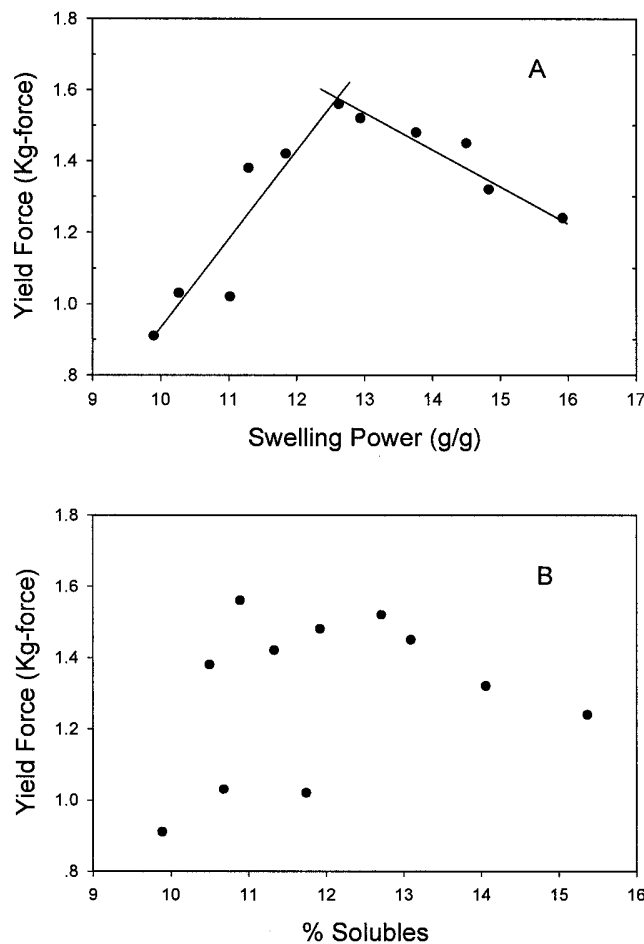 1.8
A
1.6
1.4
1.2
1.0
.8
Yield Force (Kg-force)
9 10 11 12 13 14 15 16 17
Swelling Power (g/g)
1.8
B
1.6
1.4
1.2
1.0
.8
Yield Force (Kg-force)
9 10 11 12 13 14 15 16
% Solubles